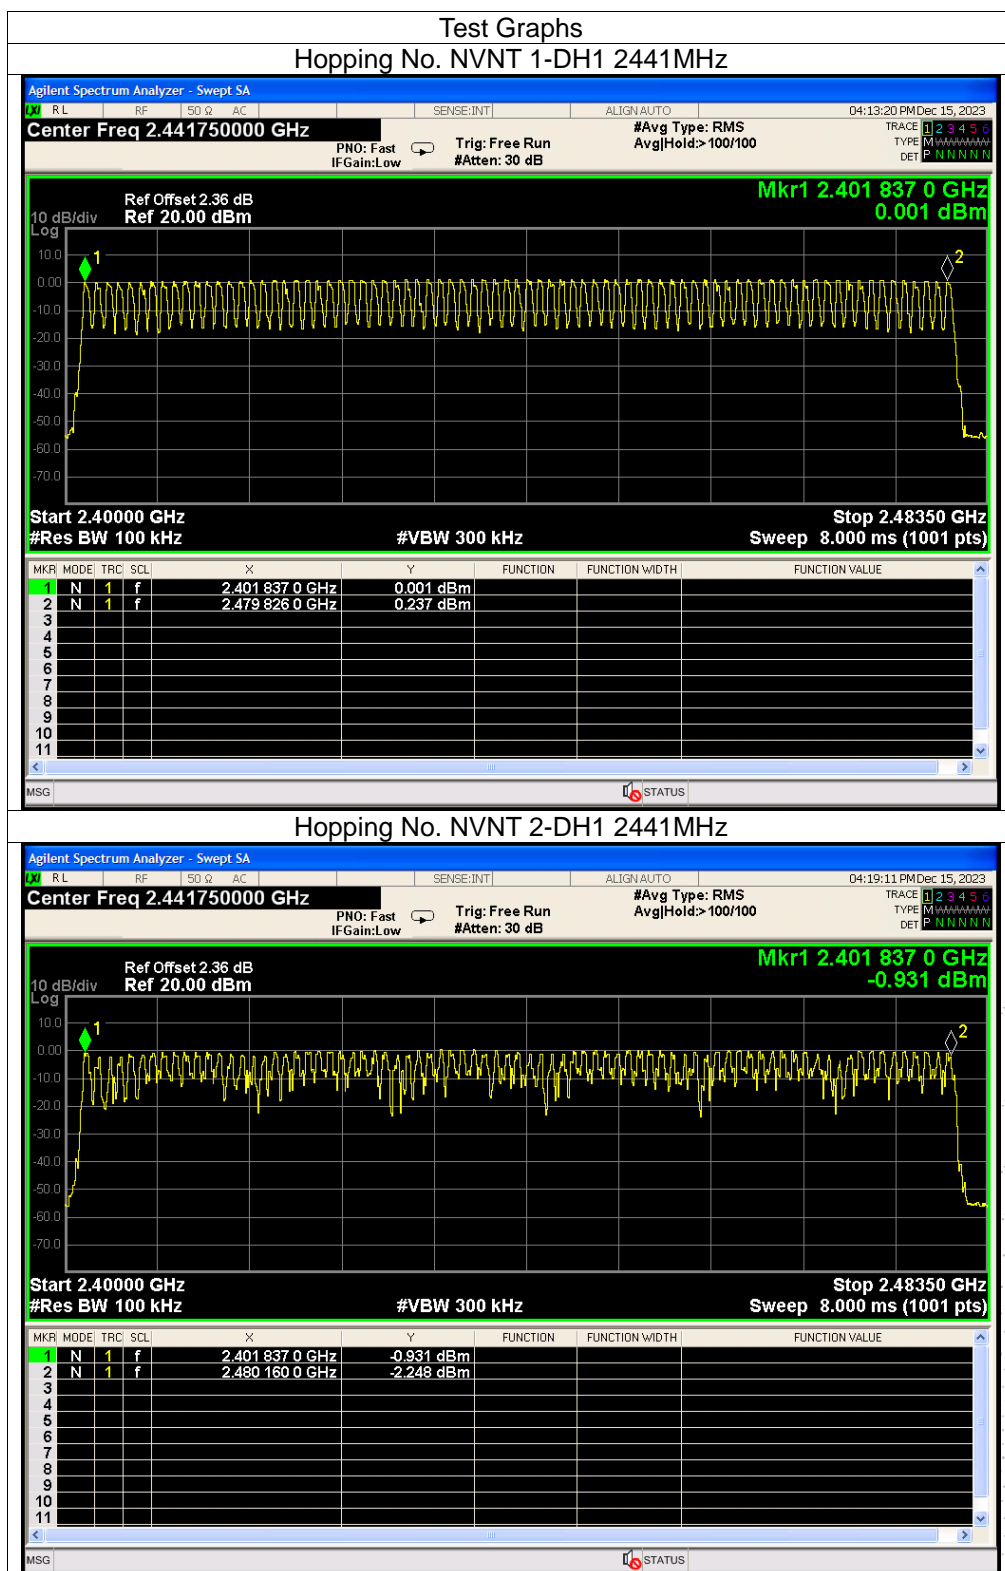 Test Graphs
Hopping No. NVNT 1-DH1 2441MHz
Agilent Spectrum Analyzer - Swept SA
LXI RL RF 50 Ω AC SENSE:INT ALIGN AUTO 04:13:20 PM Dec 15, 2023
Center Freq 2.441750000 GHz #Avg Type: RMS TRACE 1 2 3 4 5 6
PNO: Fast Trig: Free Run Avg|Hold:>100/100 TYPE M
IFGain:Low #Atten: 30 dB DET P N N N N N
Mkr1 2.401 837 0 GHz
Ref Offset 2.36 dB
10 dB/div Ref 20.00 dBm 0.001 dBm
Log
10.0
1
2
0.00
-10.0
-20.0
-30.0
-40.0
-50.0
-60.0
-70.0
Start 2.40000 GHz Stop 2.48350 GHz
#Res BW 100 kHz #VBW 300 kHz Sweep 8.000 ms (1001 pts)
MKR MODE TRC SCL X Y FUNCTION FUNCTION WIDTH FUNCTION VALUE
1 N 1 f 2.401 837 0 GHz 0.001 dBm
2 N 1 f 2.479 826 0 GHz 0.237 dBm
3
4
5
6
7
8
9
10
11
MSG STATUS
Hopping No. NVNT 2-DH1 2441MHz
Agilent Spectrum Analyzer - Swept SA
LXI RL RF 50 Ω AC SENSE:INT ALIGN AUTO 04:19:11 PM Dec 15, 2023
Center Freq 2.441750000 GHz #Avg Type: RMS TRACE 1 2 3 4 5 6
PNO: Fast Trig: Free Run Avg|Hold:>100/100 TYPE M
IFGain:Low #Atten: 30 dB DET P N N N N N
Mkr1 2.401 837 0 GHz
Ref Offset 2.36 dB
10 dB/div Ref 20.00 dBm -0.931 dBm
Log
10.0
1
2
0.00
-10.0
-20.0
-30.0
-40.0
-50.0
-60.0
-70.0
Start 2.40000 GHz Stop 2.48350 GHz
#Res BW 100 kHz #VBW 300 kHz Sweep 8.000 ms (1001 pts)
MKR MODE TRC SCL X Y FUNCTION FUNCTION WIDTH FUNCTION VALUE
1 N 1 f 2.401 837 0 GHz -0.931 dBm
2 N 1 f 2.480 160 0 GHz -2.248 dBm
3
4
5
6
7
8
9
10
11
MSG STATUS